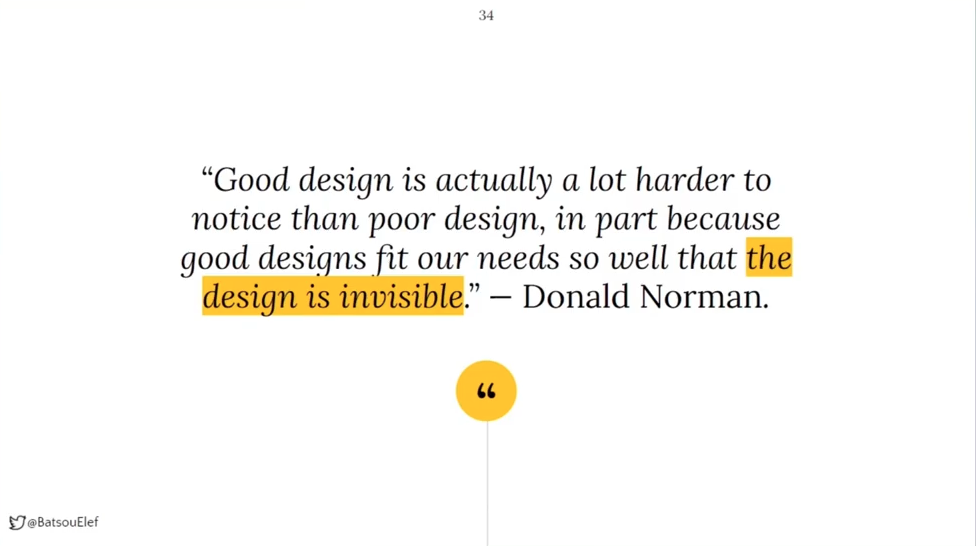 34
“Good design is actually a lot harder to
notice than poor design, in part because
good designs fit our needs so well that the
design is invisible.” — Donald Norman.
“
@BatsouElef